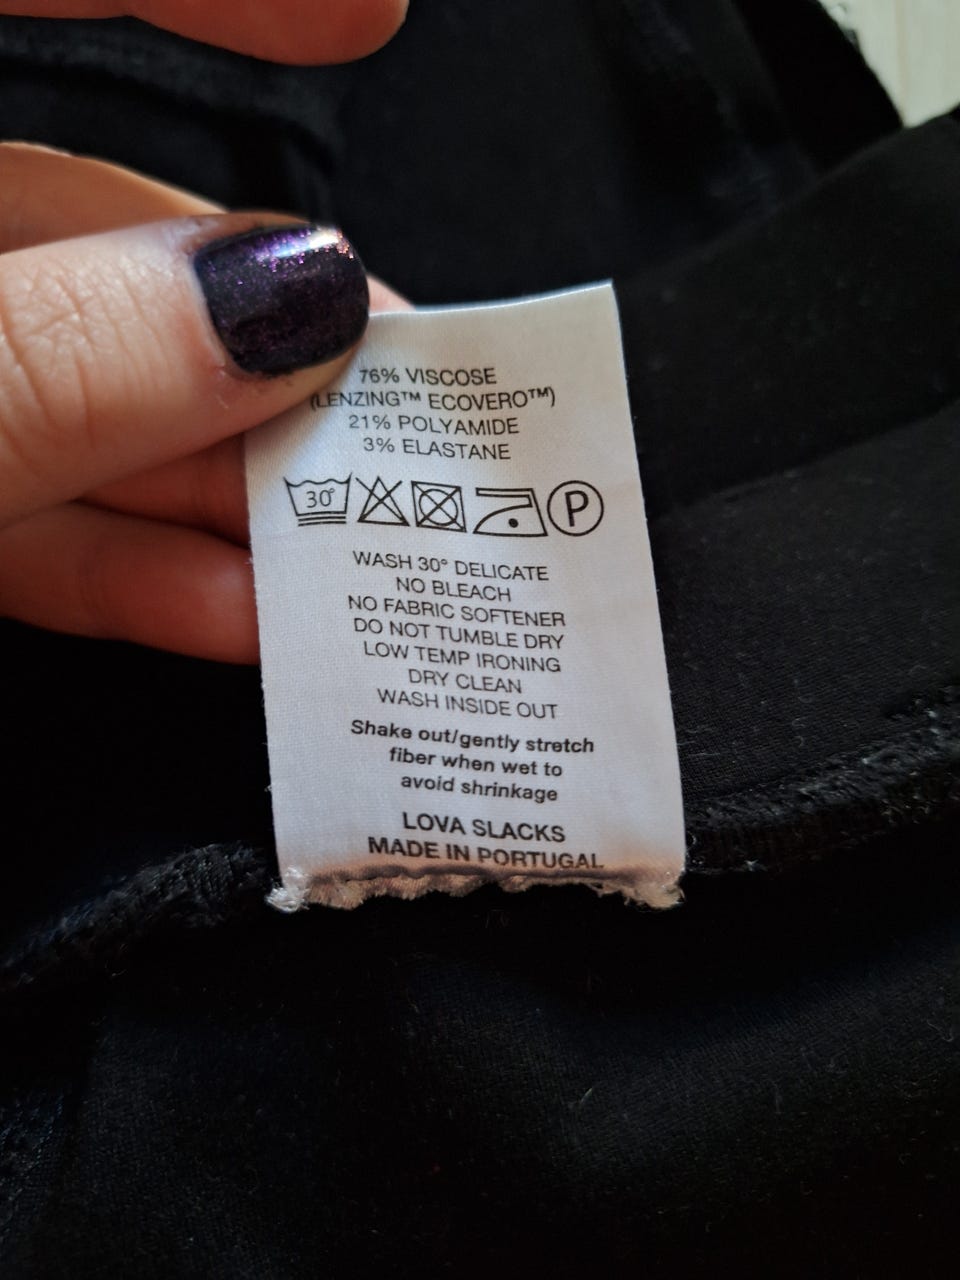 76% VISCOSE
(LENZING™ ECOVERO™)
21% POLYAMIDE
3% ELASTANE
30° P
WASH 30° DELICATE
NO BLEACH
NO FABRIC SOFTENER
DO NOT TUMBLE DRY
LOW TEMP IRONING
DRY CLEAN
WASH INSIDE OUT
Shake out/gently stretch
fiber when wet to
avoid shrinkage
LOVA SLACKS
MADE IN PORTUGAL